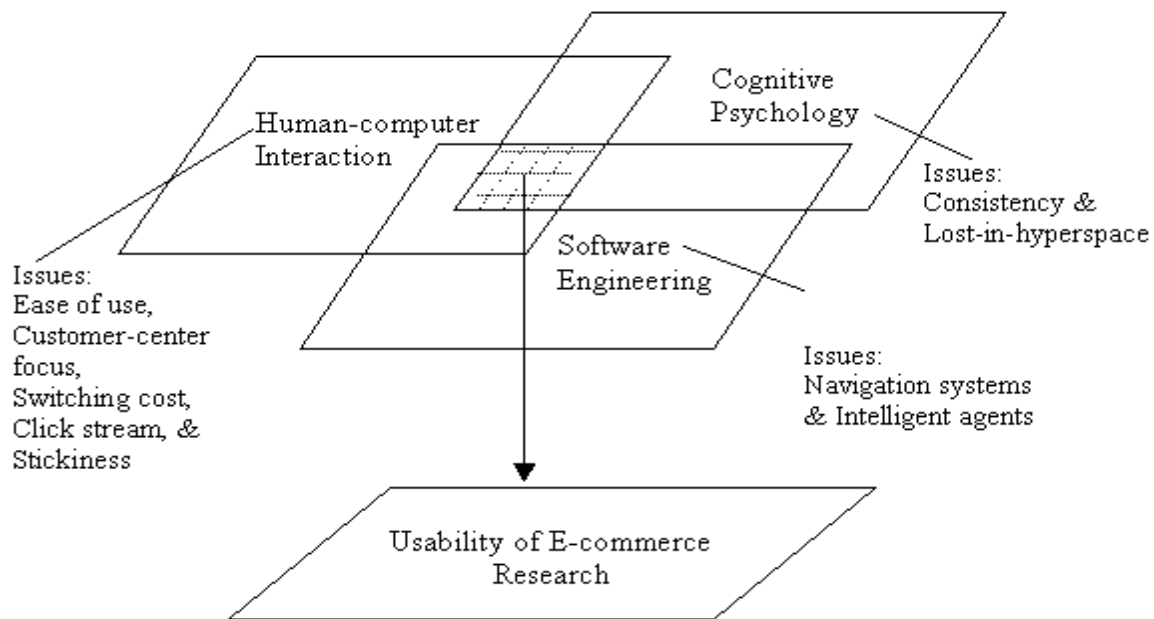 Cognitive
Psychology
Human-computer
Interaction
Issues:
Consistency &
Lost-in-hyperspace
Software
Engineering
Issues:
Ease of use,
Customer-center
focus,
Switching cost,
Click stream, &
Stickiness
Issues:
Navigation systems
& Intelligent agents
Usability of E-commerce
Research